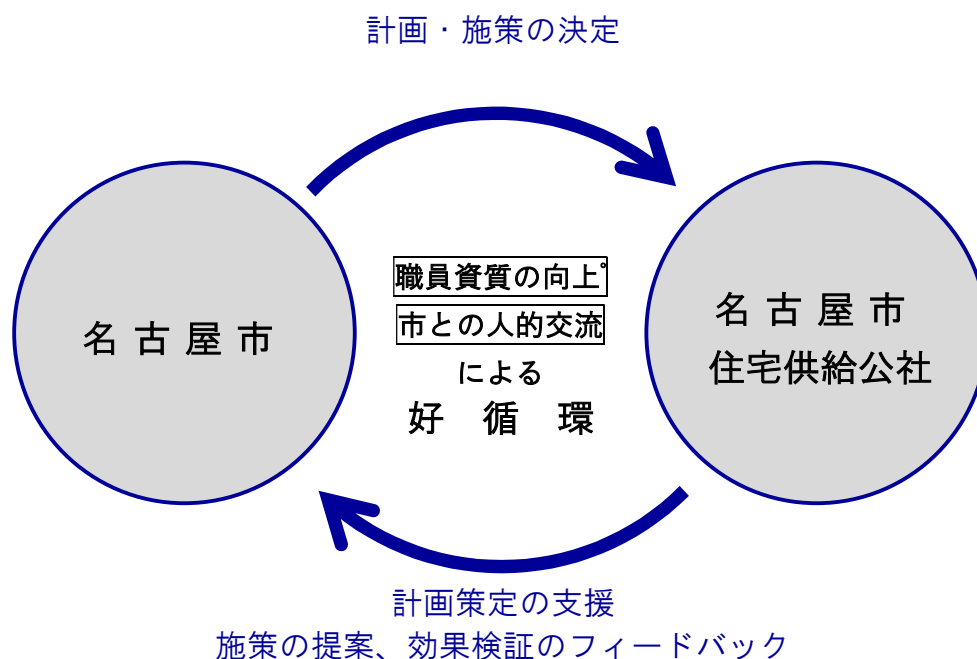 計画・施策の決定
名古屋市
職員資質の向上゜
市との人的交流
による
好循環
名古屋市
住宅供給公社
計画策定の支援
施策の提案、効果検証のフィードバック